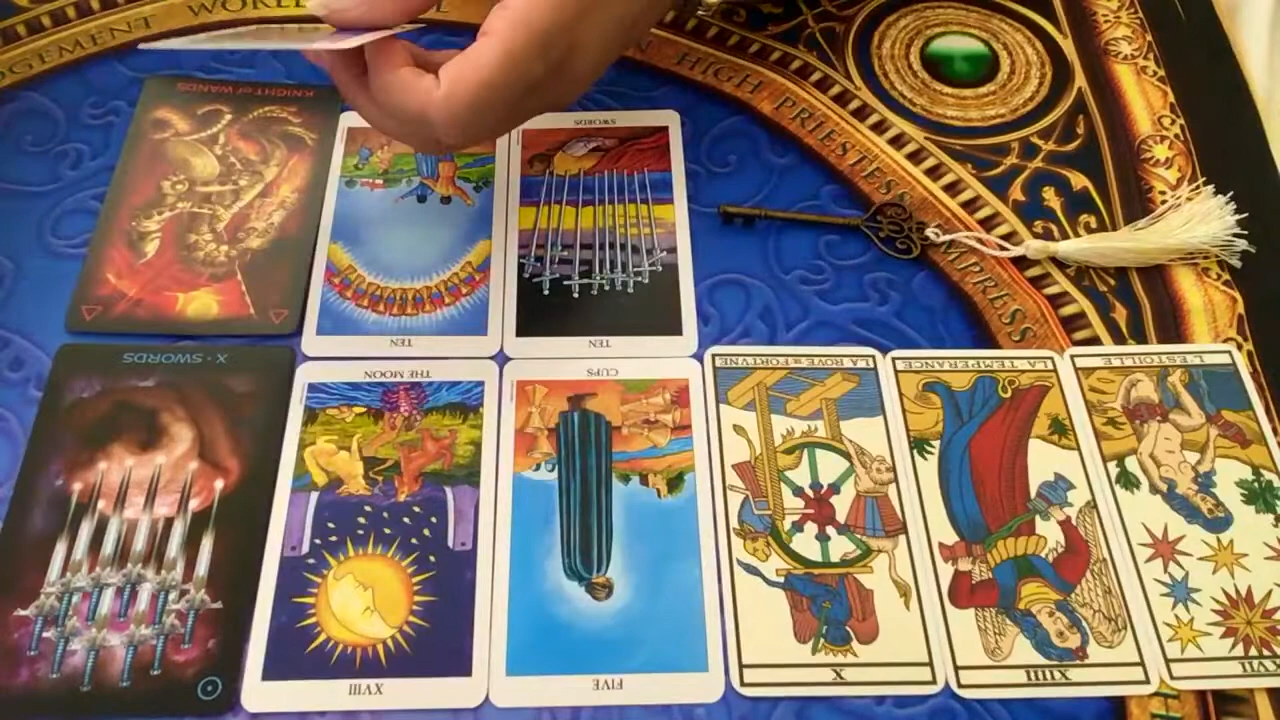 JDGEMENT WORLD
HIGH PRIESTESS EMPRESS
KNIGHT of WANDS
SWORDS
TEN
TEN
X · SWORDS
THE MOON
XVIII
CUPS
FIVE
LA ROVE DE FORTVNE
X
LA TEMPERANCE
XIIII
L'ESTOILLE
XVII